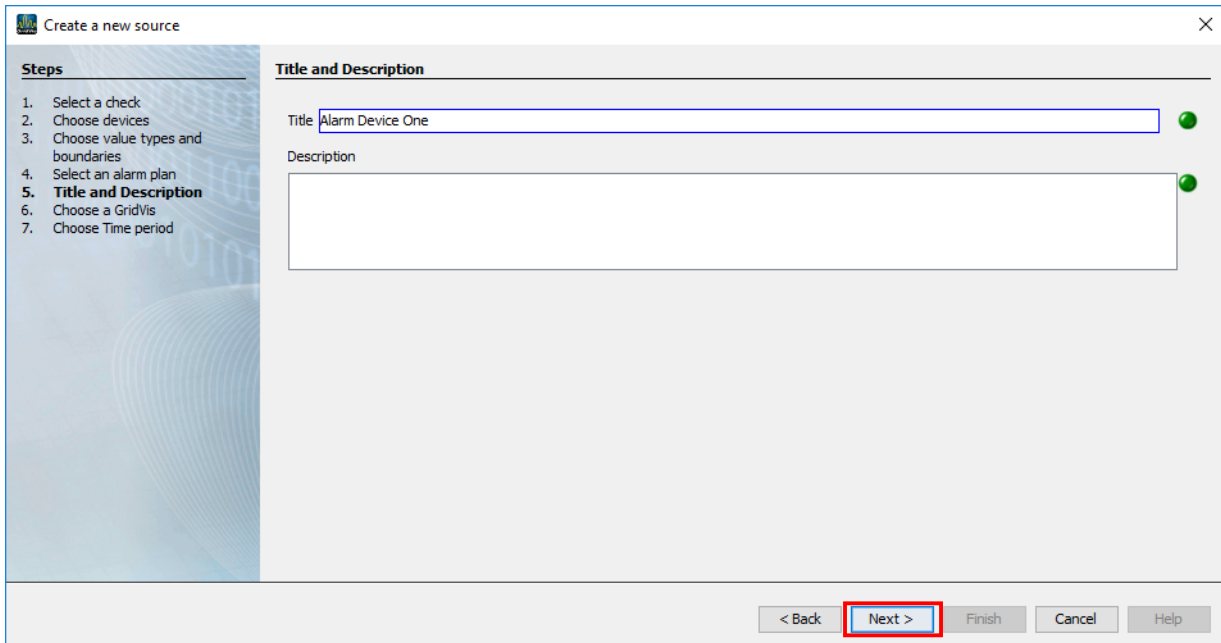 Create a new source
Steps
1. Select a check
2. Choose devices
3. Choose value types and
boundaries
4. Select an alarm plan
5. Title and Description
6. Choose a GridVis
7. Choose Time period
Title and Description
Title Alarm Device One
Description
< Back Next > Finish Cancel Help